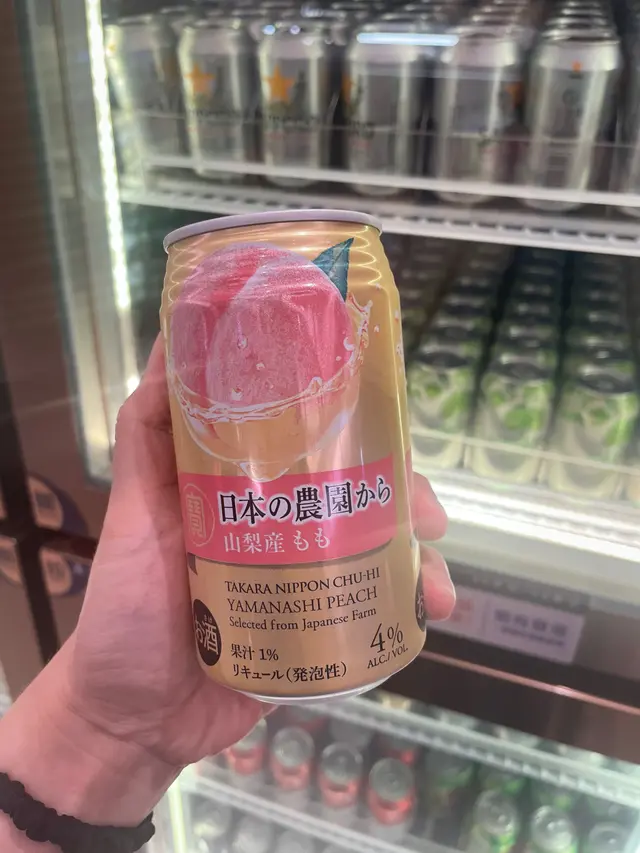 寶
日本の農園から
山梨産 もも
TAKARA NIPPON CHU-HI
YAMANASHI PEACH
Selected from Japanese Farm
お酒
果汁 1%
リキュール(発泡性)
4%
ALC./VOL.
お